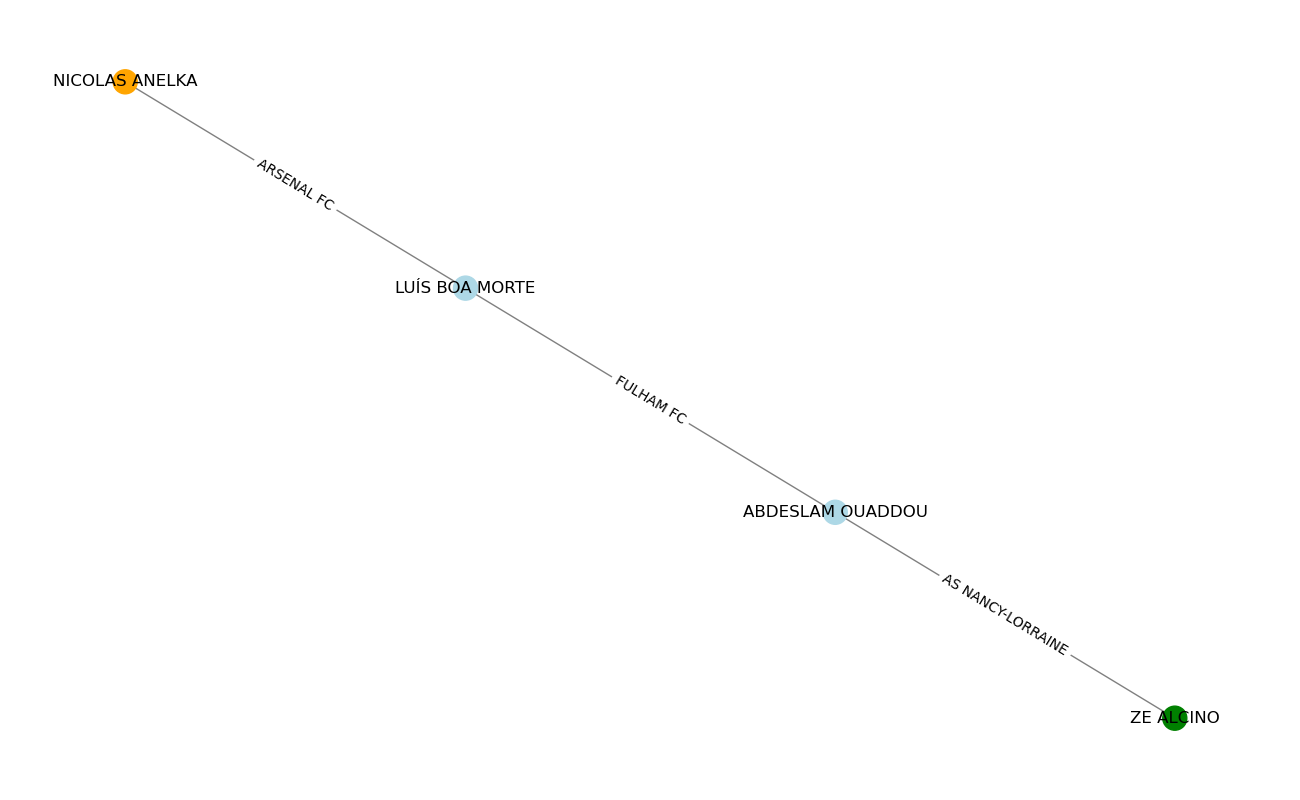 NICOLAS ANELKA
ARSENAL FC
LUÍS BOA MORTE
FULHAM FC
ABDESLAM OUADDOU
AS NANCY-LORRAINE
ZE ALCINO